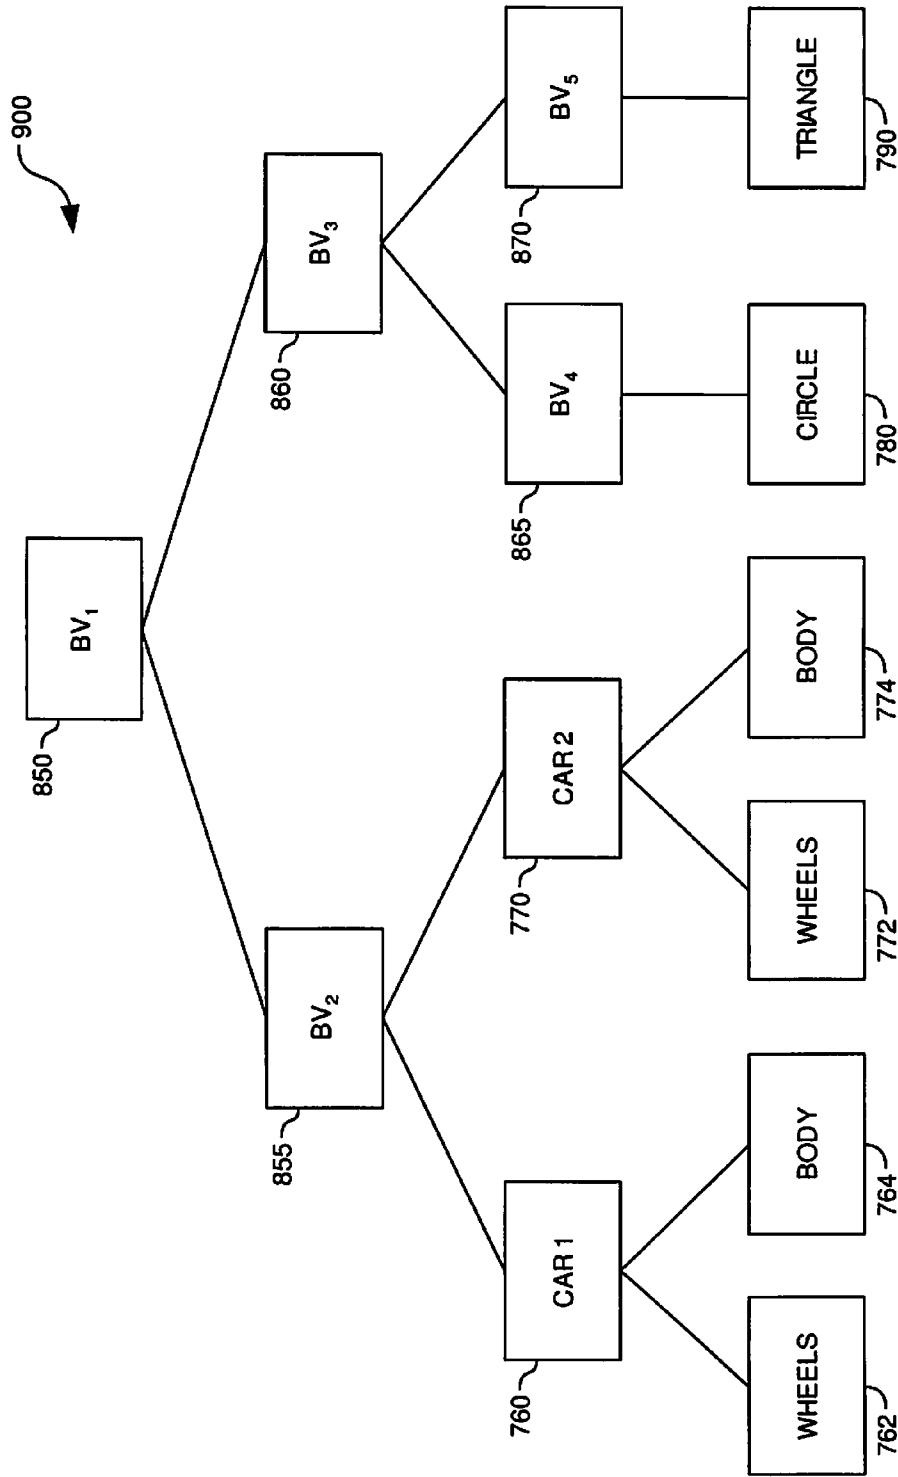 900
BV1
850
BV2
855
BV3
860
CAR 1
760
CAR 2
770
BV4
865
BV5
870
WHEELS
762
BODY
764
WHEELS
772
BODY
774
CIRCLE
780
TRIANGLE
790